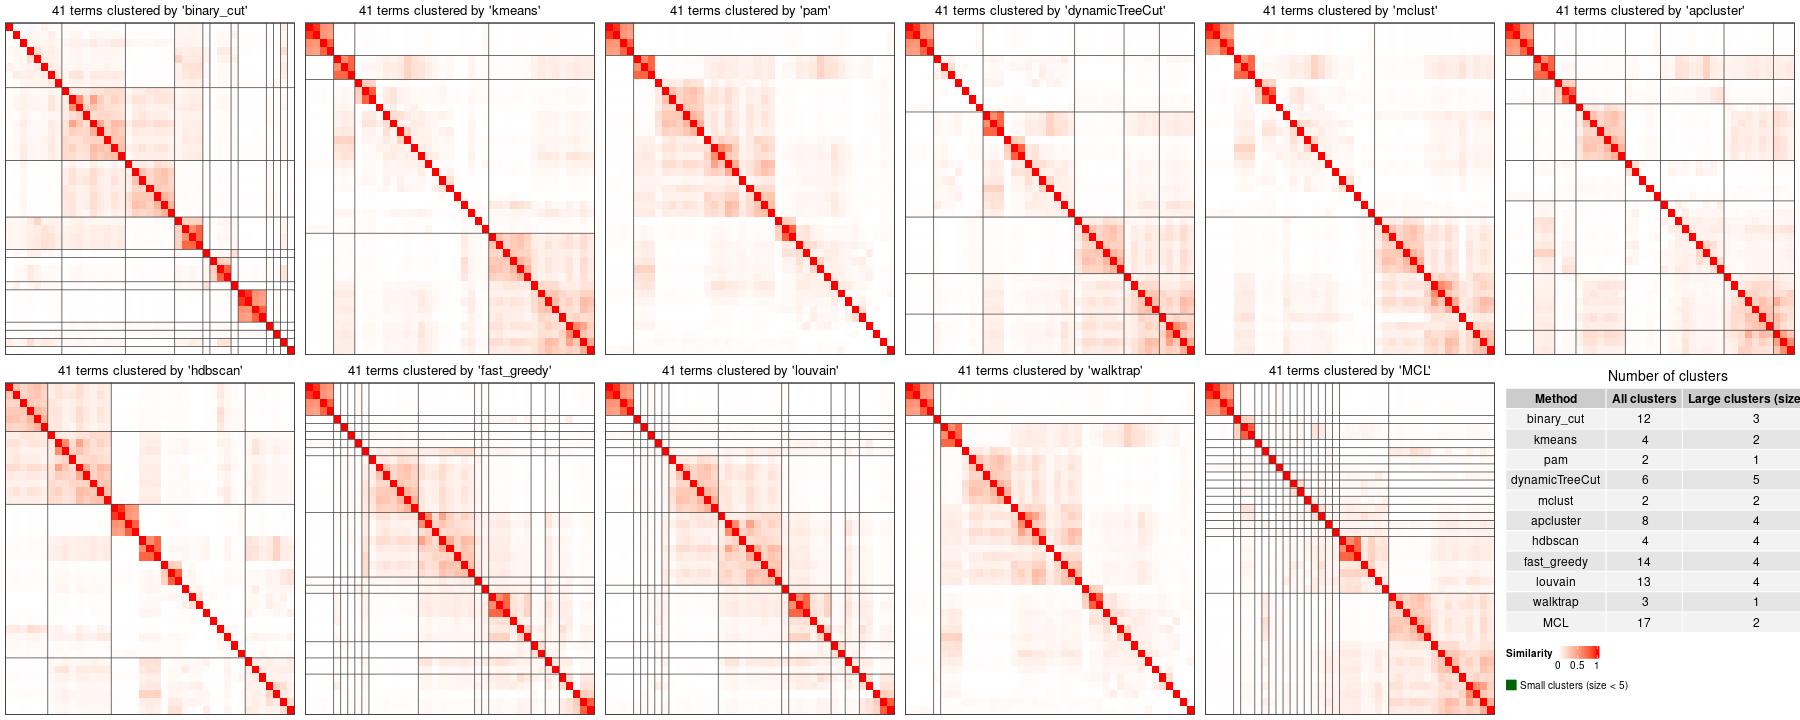 41 terms clustered by 'binary_cut'
41 terms clustered by 'kmeans'
41 terms clustered by 'pam'
41 terms clustered by 'dynamicTreeCut'
41 terms clustered by 'mclust'
41 terms clustered by 'apcluster'
41 terms clustered by 'hdbscan'
41 terms clustered by 'fast_greedy'
41 terms clustered by 'louvain'
41 terms clustered by 'walktrap'
41 terms clustered by 'MCL'
Number of clusters
Method All clusters Large clusters (size
binary_cut 12 3
kmeans 4 2
pam 2 1
dynamicTreeCut 6 5
mclust 2 2
apcluster 8 4
hdbscan 4 4
fast_greedy 14 4
louvain 13 4
walktrap 3 1
MCL 17 2
Similarity
0 0.5 1
Small clusters (size < 5)